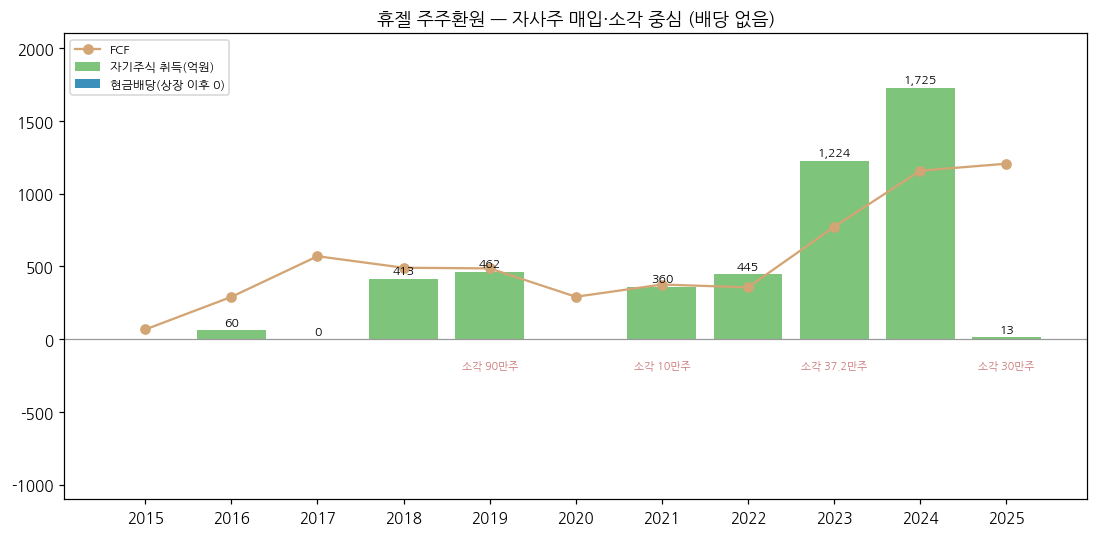 휴젤 주주환원 — 자사주 매입·소각 중심 (배당 없음)
FCF
자기주식 취득(억원)
현금배당(상장 이후 0)
2000
1500
1000
500
0
-500
-1000
60
0
413
462
360
445
1,224
1,725
13
소각 90만주
소각 10만주
소각 37.2만주
소각 30만주
2015 2016 2017 2018 2019 2020 2021 2022 2023 2024 2025